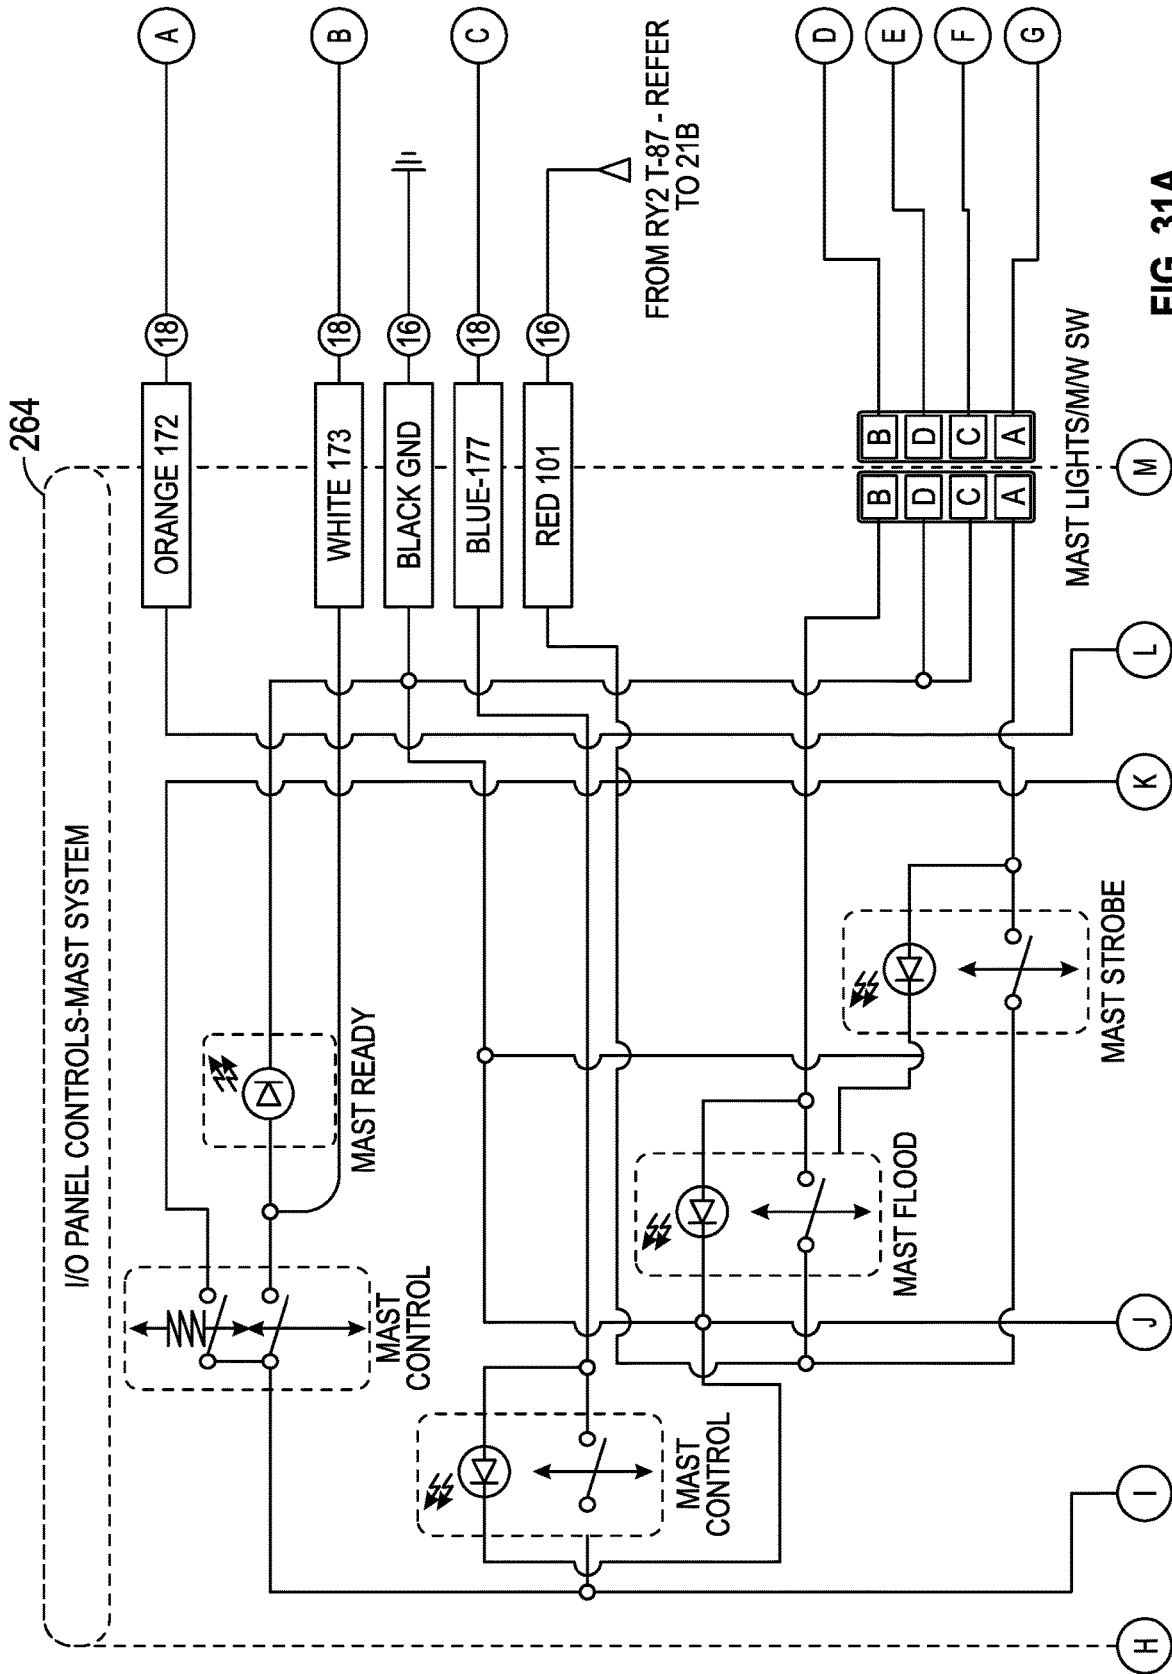 264
I/O PANEL CONTROLS-MAST SYSTEM
A
B
C
D
E
F
G
18
18
16
18
16
ORANGE 172
WHITE 173
BLACK GND
BLUE-177
RED 101
FROM RY2 T-87 - REFER
TO 21B
B
D
C
A
B
D
C
A
MAST LIGHTS/M/W SW
MAST READY
MAST
CONTROL
MAST
CONTROL
MAST FLOOD
MAST STROBE
H
I
J
K
L
M
FIG. 31A